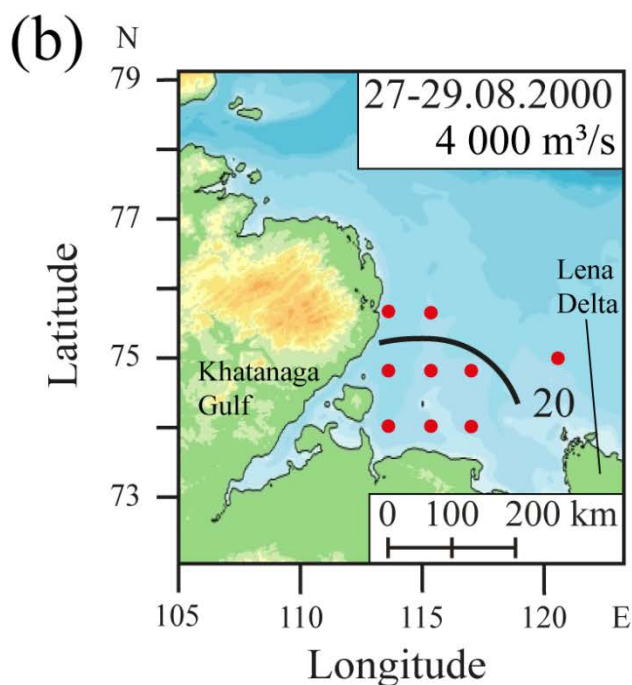 (b)
N
79
77
75
73
Latitude
27-29.08.2000
4 000 m³/s
Lena
Delta
Khatanaga
Gulf
20
0 100 200 km
105 110 115 120 E
Longitude